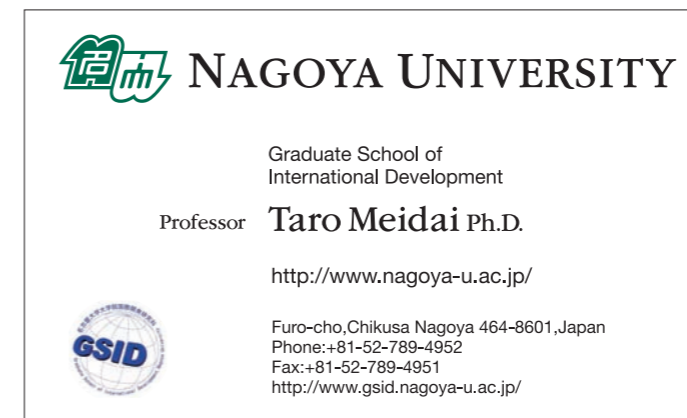 NAGOYA UNIVERSITY
Graduate School of
International Development
Professor Taro Meidai Ph.D.
http://www.nagoya-u.ac.jp/
GSID
Furo-cho,Chikusa Nagoya 464-8601,Japan
Phone:+81-52-789-4952
Fax:+81-52-789-4951
http://www.gsid.nagoya-u.ac.jp/